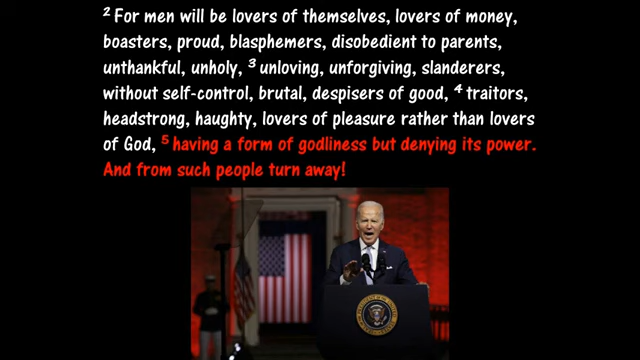 2 For men will be lovers of themselves, lovers of money,
boasters, proud, blasphemers, disobedient to parents,
unthankful, unholy, 3 unloving, unforgiving, slanderers,
without self-control, brutal, despisers of good, 4 traitors,
headstrong, haughty, lovers of pleasure rather than lovers
of God, 5 having a form of godliness but denying its power.
And from such people turn away!